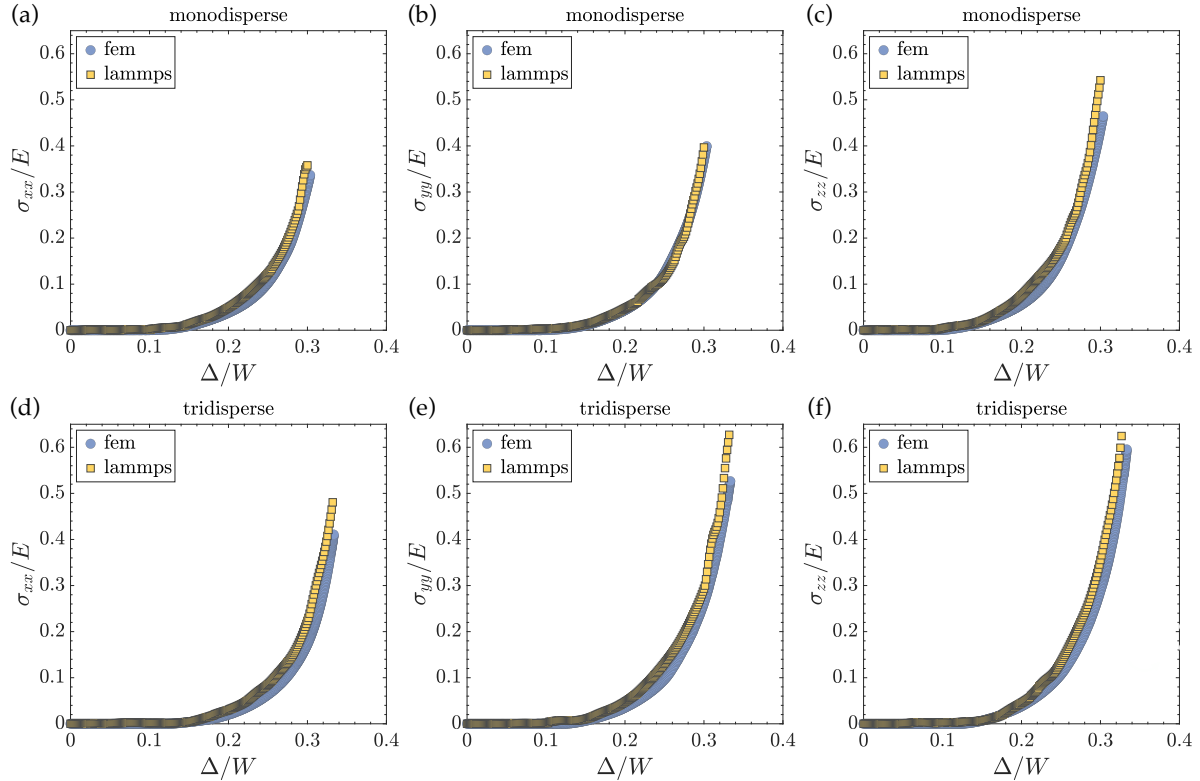 (a) monodisperse
fem
lammps
σxx/E
0.6
0.5
0.4
0.3
0.2
0.1
0
0 0.1 0.2 0.3 0.4
Δ/W
(b) monodisperse
fem
lammps
σyy/E
0.6
0.5
0.4
0.3
0.2
0.1
0
0 0.1 0.2 0.3 0.4
Δ/W
(c) monodisperse
fem
lammps
σzz/E
0.6
0.5
0.4
0.3
0.2
0.1
0
0 0.1 0.2 0.3 0.4
Δ/W
(d) tridisperse
fem
lammps
σxx/E
0.6
0.5
0.4
0.3
0.2
0.1
0
0 0.1 0.2 0.3 0.4
Δ/W
(e) tridisperse
fem
lammps
σyy/E
0.6
0.5
0.4
0.3
0.2
0.1
0
0 0.1 0.2 0.3 0.4
Δ/W
(f) tridisperse
fem
lammps
σzz/E
0.6
0.5
0.4
0.3
0.2
0.1
0
0 0.1 0.2 0.3 0.4
Δ/W